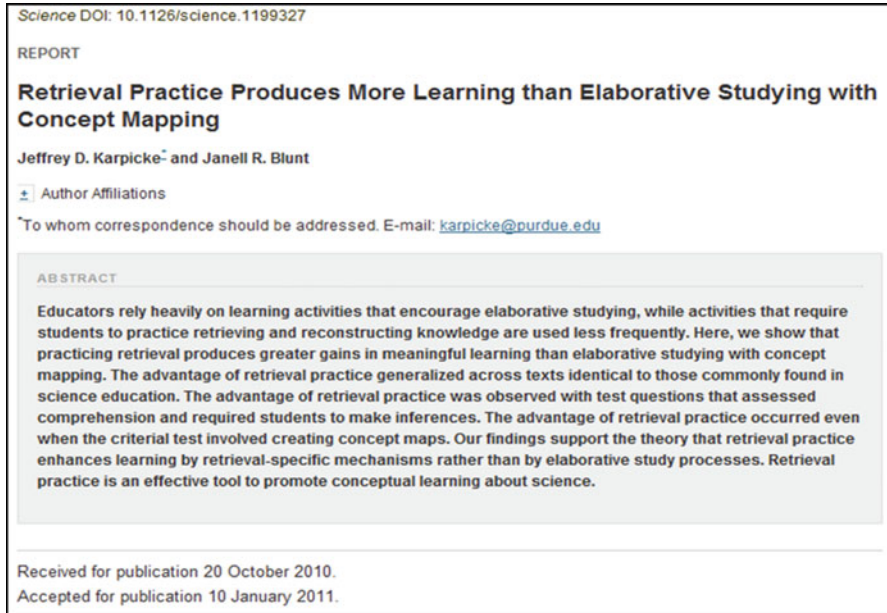 Science DOI: 10.1126/science.1199327
REPORT
Retrieval Practice Produces More Learning than Elaborative Studying with
Concept Mapping
Jeffrey D. Karpicke* and Janell R. Blunt
+ Author Affiliations
*To whom correspondence should be addressed. E-mail: karpicke@purdue.edu
ABSTRACT
Educators rely heavily on learning activities that encourage elaborative studying, while activities that require
students to practice retrieving and reconstructing knowledge are used less frequently. Here, we show that
practicing retrieval produces greater gains in meaningful learning than elaborative studying with concept
mapping. The advantage of retrieval practice generalized across texts identical to those commonly found in
science education. The advantage of retrieval practice was observed with test questions that assessed
comprehension and required students to make inferences. The advantage of retrieval practice occurred even
when the criterial test involved creating concept maps. Our findings support the theory that retrieval practice
enhances learning by retrieval-specific mechanisms rather than by elaborative study processes. Retrieval
practice is an effective tool to promote conceptual learning about science.
Received for publication 20 October 2010.
Accepted for publication 10 January 2011.